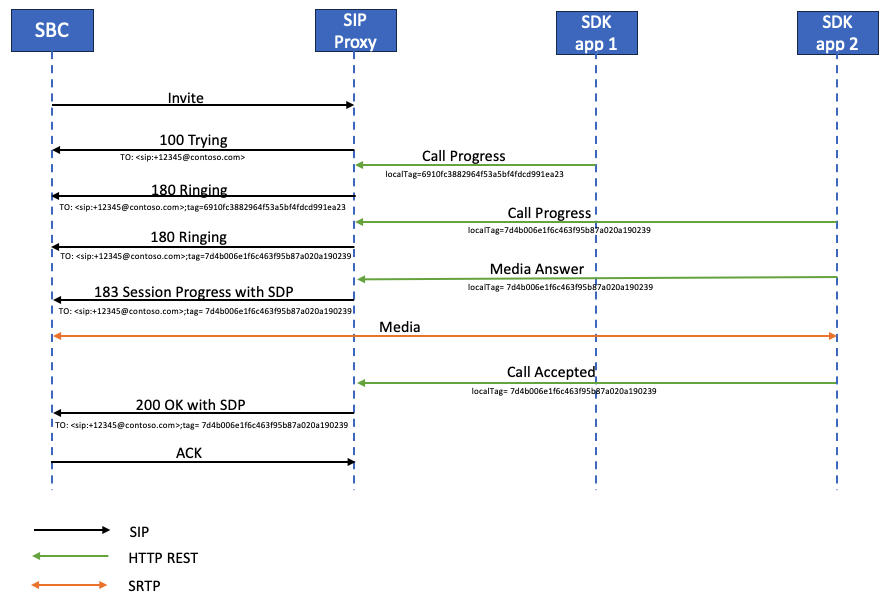 SBC
SIP
Proxy
SDK
app 1
SDK
app 2
Invite
100 Trying
TO: <sip:+12345@contoso.com>
Call Progress
localTag=6910fc3882964f53a5bf4fdcd991ea23
180 Ringing
TO: <sip:+12345@contoso.com>;tag=6910fc3882964f53a5bf4fdcd991ea23
Call Progress
localTag=7d4b006e1f6c463f95b87a020a190239
180 Ringing
TO: <sip:+12345@contoso.com>;tag=7d4b006e1f6c463f95b87a020a190239
Media Answer
localTag= 7d4b006e1f6c463f95b87a020a190239
183 Session Progress with SDP
TO: <sip:+12345@contoso.com>;tag= 7d4b006e1f6c463f95b87a020a190239
Media
Call Accepted
localTag= 7d4b006e1f6c463f95b87a020a190239
200 OK with SDP
TO: <sip:+12345@contoso.com>;tag= 7d4b006e1f6c463f95b87a020a190239
ACK
SIP
HTTP REST
SRTP